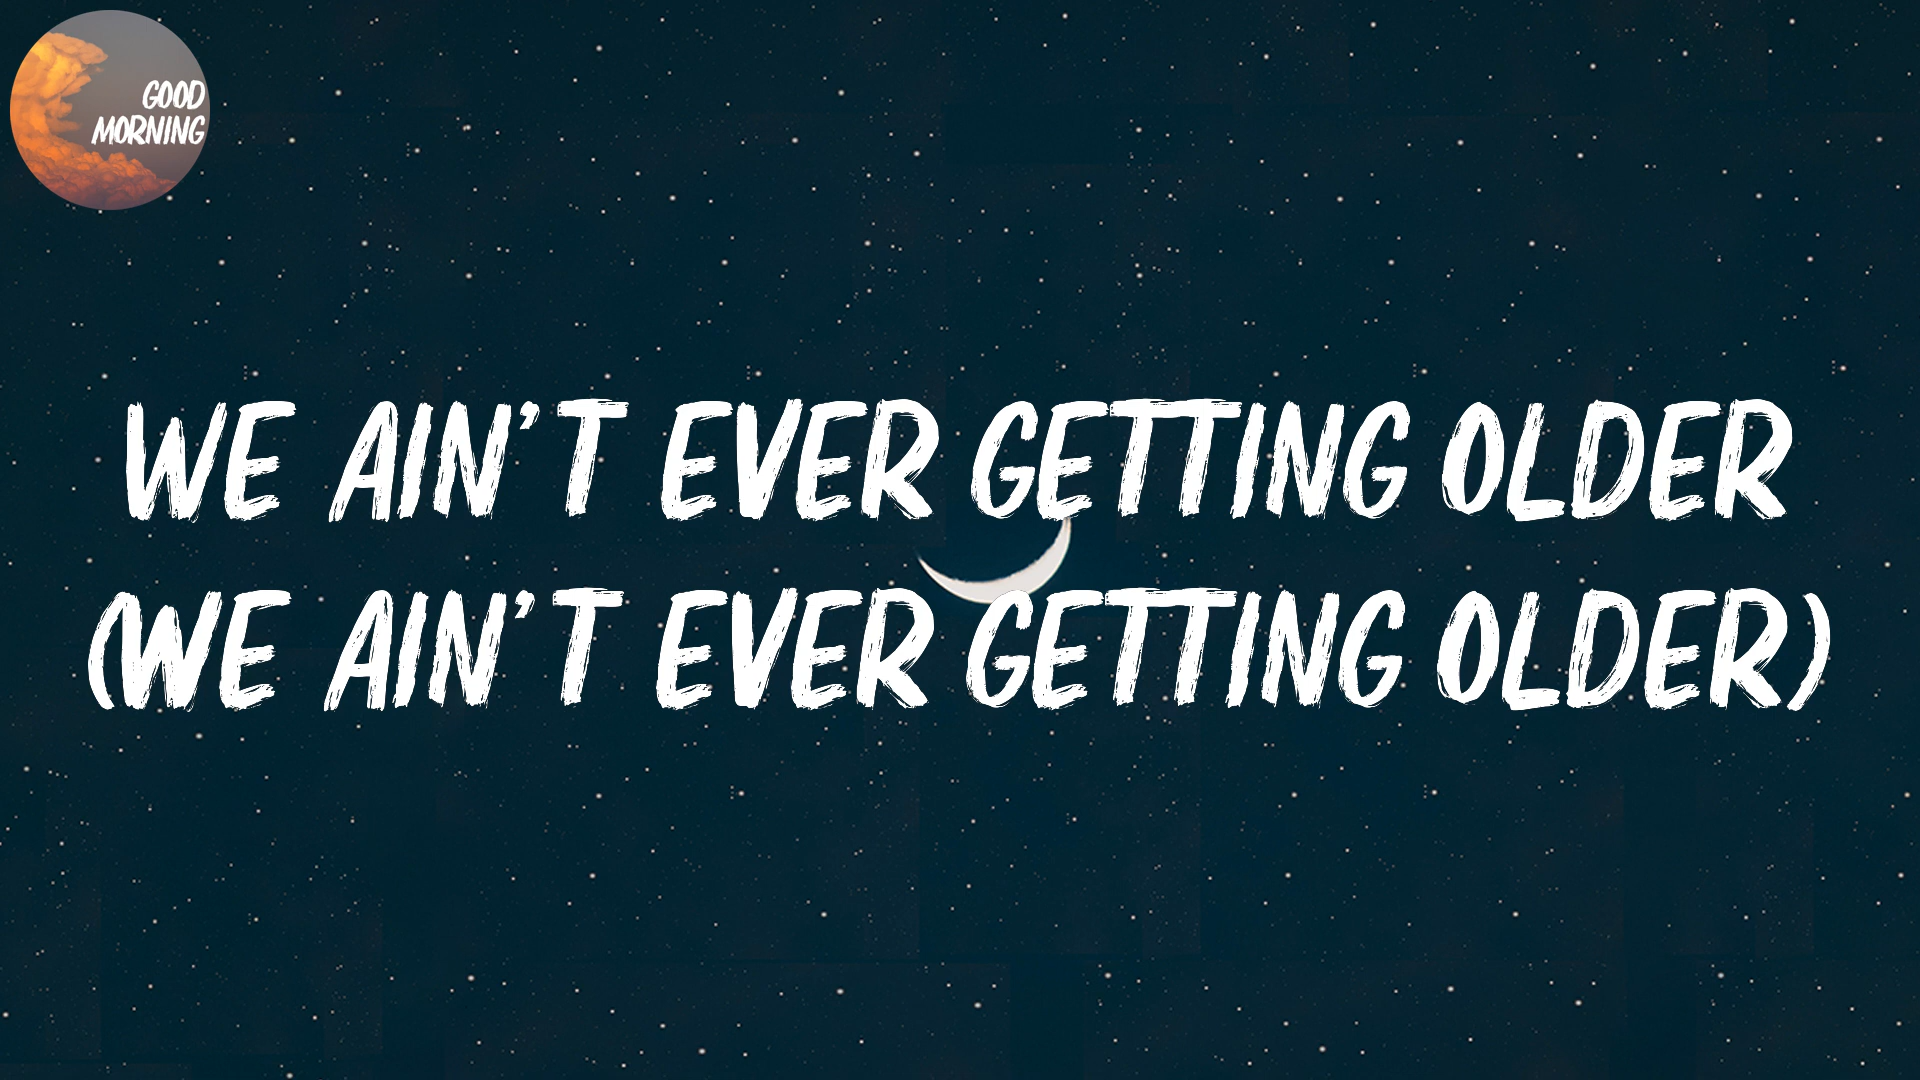 GOOD
MORNING
WE AIN'T EVER GETTING OLDER
(WE AIN'T EVER GETTING OLDER)